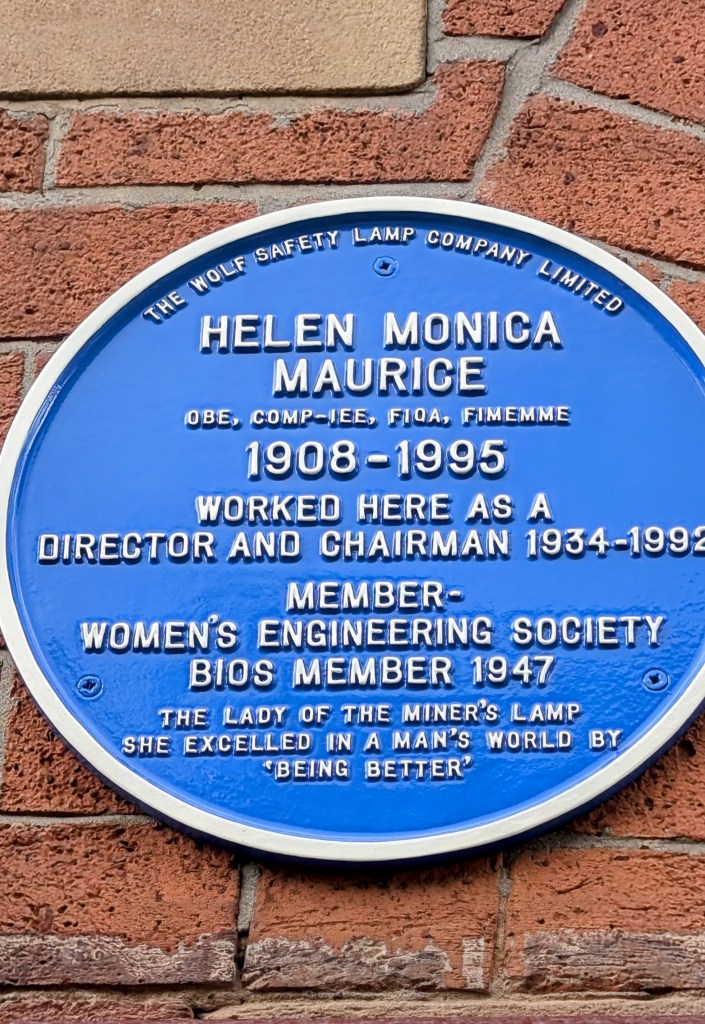 THE WOLF SAFETY LAMP COMPANY LIMITED
HELEN MONICA
MAURICE
OBE, COMP-IEE, FIQA, FIMEMME
1908-1995
WORKED HERE AS A
DIRECTOR AND CHAIRMAN 1934-1992
MEMBER-
WOMEN'S ENGINEERING SOCIETY
BIOS MEMBER 1947
THE LADY OF THE MINER'S LAMP
SHE EXCELLED IN A MAN'S WORLD BY
'BEING BETTER'